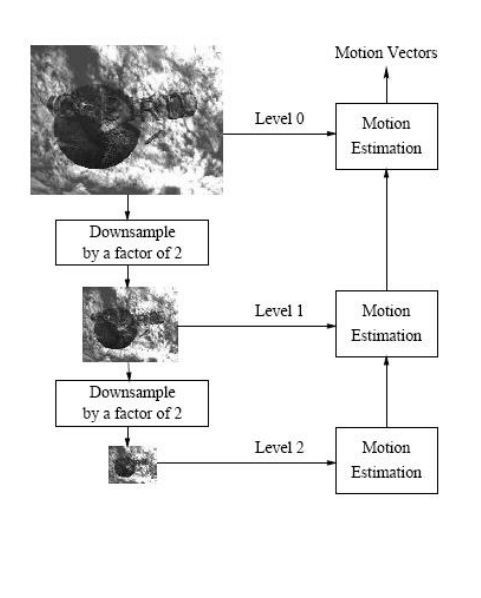 Motion Vectors
Level 0
Motion
Estimation
Downsample
by a factor of 2
Level 1
Motion
Estimation
Downsample
by a factor of 2
Level 2
Motion
Estimation